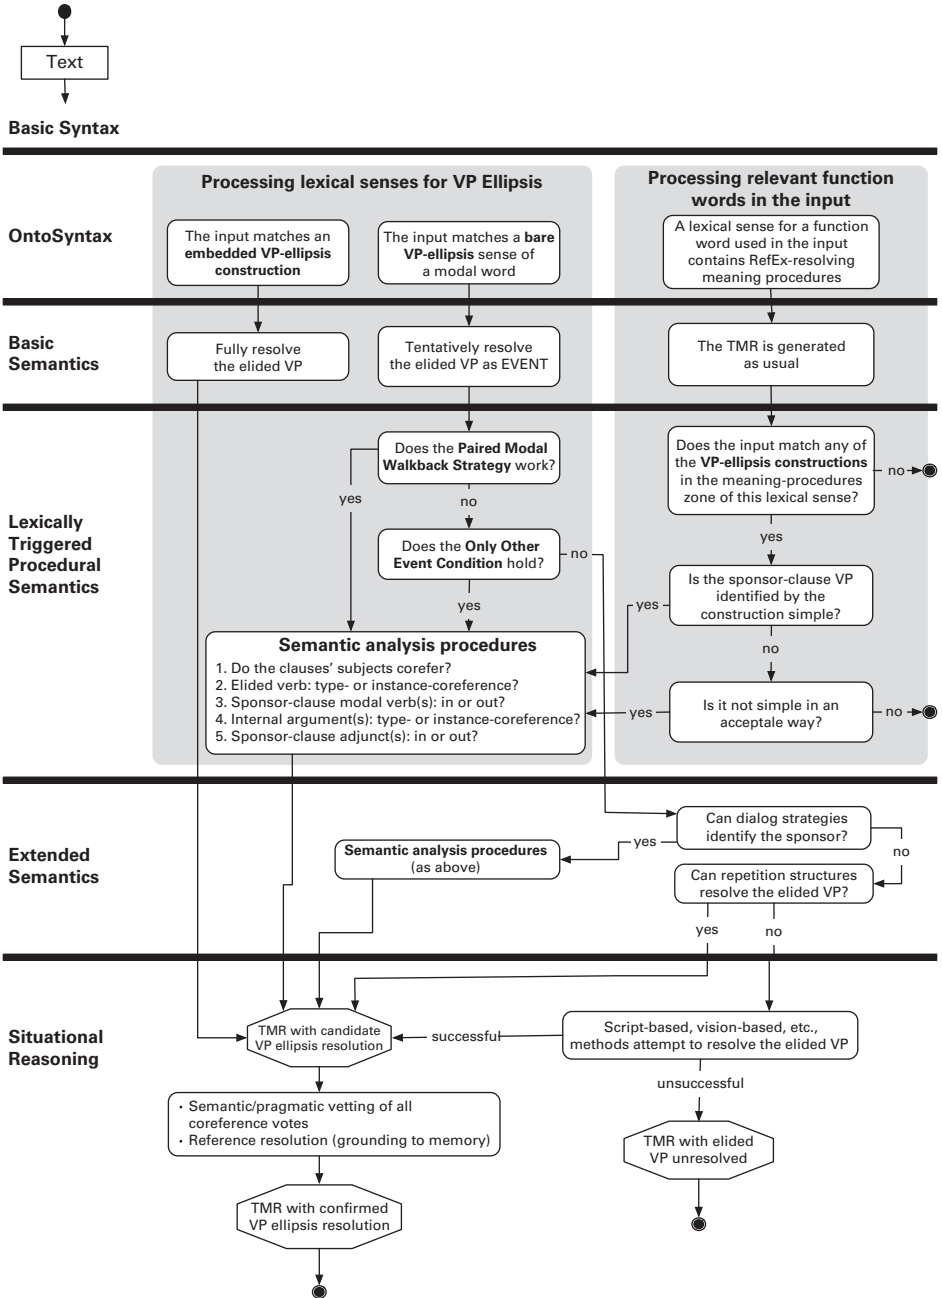 Text
Basic Syntax
Processing lexical senses for VP Ellipsis
Processing relevant function
words in the input
OntoSyntax
The input matches an
embedded VP-ellipsis
construction
The input matches a bare
VP-ellipsis sense of
a modal word
A lexical sense for a function
word used in the input
contains RefEx-resolving
meaning procedures
Basic
Semantics
Fully resolve
the elided VP
Tentatively resolve
the elided VP as EVENT
The TMR is generated
as usual
Lexically
Triggered
Procedural
Semantics
Does the Paired Modal
Walkback Strategy work?
yes
no
Does the Only Other
Event Condition hold?
no
yes
Does the input match any of
the VP-ellipsis constructions
in the meaning-procedures
zone of this lexical sense?
no
yes
Is the sponsor-clause VP
identified by the
construction simple?
yes
no
Is it not simple in an
acceptale way?
yes
no
Semantic analysis procedures
1. Do the clauses' subjects corefer?
2. Elided verb: type- or instance-coreference?
3. Sponsor-clause modal verb(s): in or out?
4. Internal argument(s): type- or instance-coreference?
5. Sponsor-clause adjunct(s): in or out?
Extended
Semantics
Can dialog strategies
identify the sponsor?
yes
no
Semantic analysis procedures
(as above)
Can repetition structures
resolve the elided VP?
yes
no
Situational
Reasoning
TMR with candidate
VP ellipsis resolution
successful
Script-based, vision-based, etc.,
methods attempt to resolve the elided VP
unsuccessful
• Semantic/pragmatic vetting of all
coreference votes
• Reference resolution (grounding to memory)
TMR with elided
VP unresolved
TMR with confirmed
VP ellipsis resolution